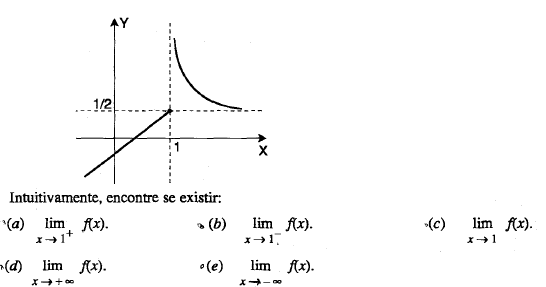 Y
1/2
1
X
Intuitivamente, encontre se existir:
(a) lim x→1⁺ f(x). (b) lim x→1⁻ f(x). (c) lim x→1 f(x).
(d) lim x→+∞ f(x). (e) lim x→−∞ f(x).